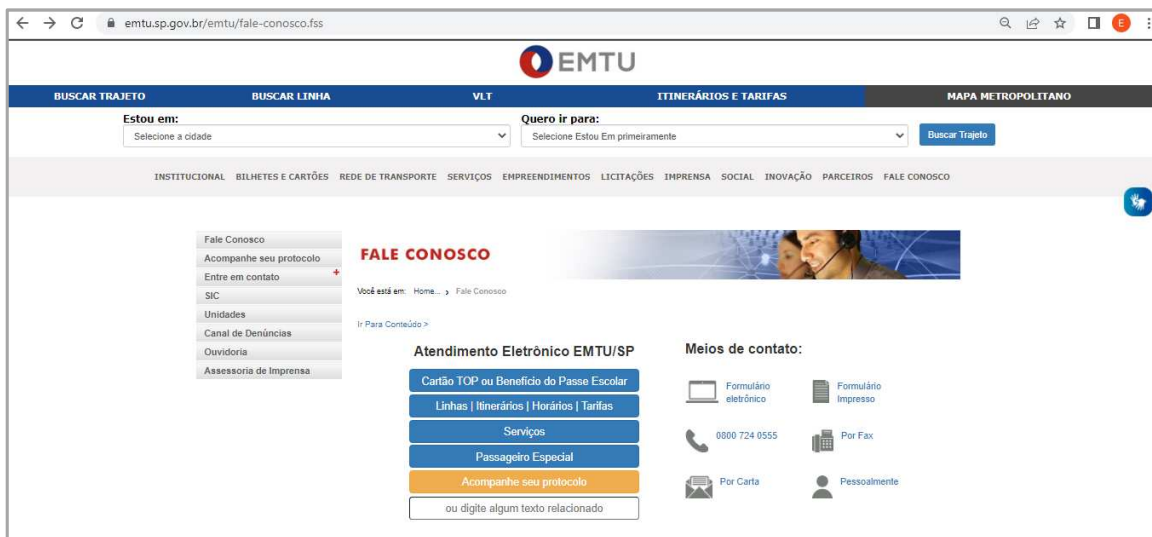 emtu.sp.gov.br/emtu/fale-conosco.fss
E
EMTU
BUSCAR TRAJETO BUSCAR LINHA VLT ITINERÁRIOS E TARIFAS MAPA METROPOLITANO
Estou em: Quero ir para:
Selecione a cidade Selecione Estou Em primeiramente Buscar Trajeto
INSTITUCIONAL BILHETES E CARTÕES REDE DE TRANSPORTE SERVIÇOS EMPREENDIMENTOS LICITAÇÕES IMPRENSA SOCIAL INOVAÇÃO PARCEIROS FALE CONOSCO
Fale Conosco
Acompanhe seu protocolo
Entre em contato +
SIC
Unidades
Canal de Denúncias
Ouvidoria
Assessoria de Imprensa
FALE CONOSCO
Você está em: Home... › Fale Conosco
Ir Para Conteúdo >
Atendimento Eletrônico EMTU/SP
Cartão TOP ou Benefício do Passe Escolar
Linhas | Itinerários | Horários | Tarifas
Serviços
Passageiro Especial
Acompanhe seu protocolo
ou digite algum texto relacionado
Meios de contato:
Formulário
eletrônico
Formulário
Impresso
0800 724 0555
Por Fax
Por Carta
Pessoalmente